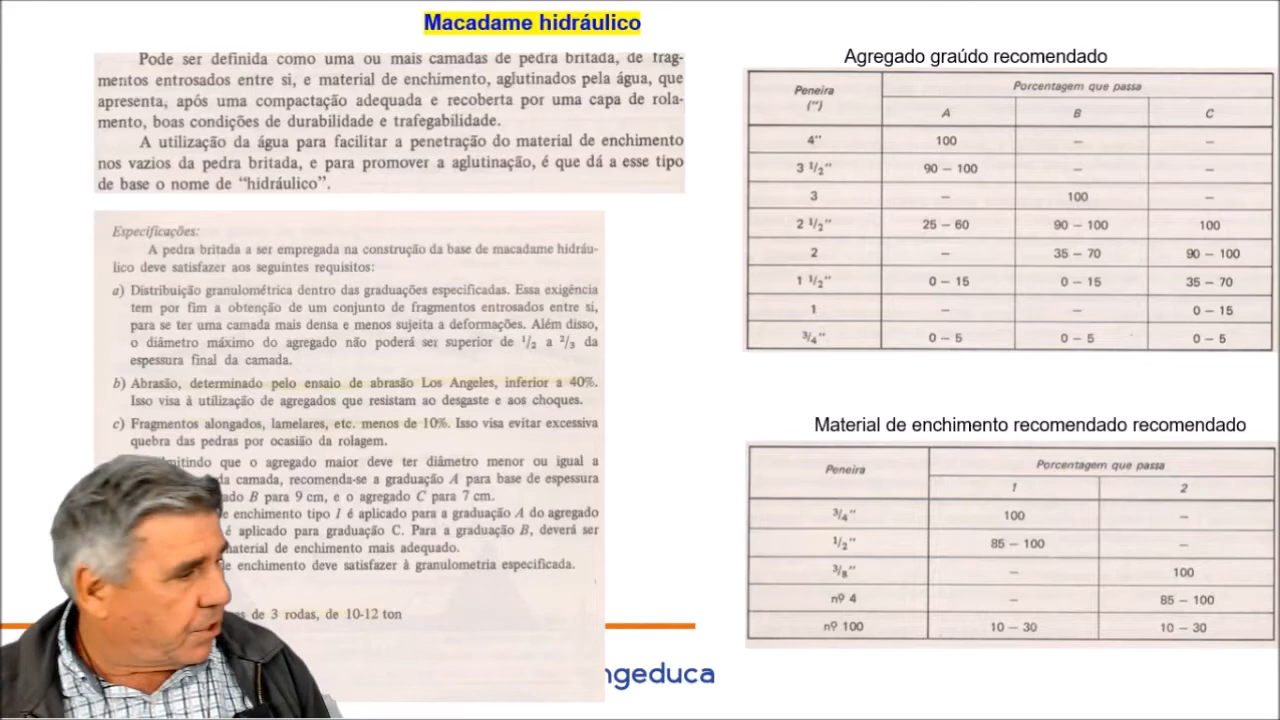 Macadame hidráulico
Pode ser definida como uma ou mais camadas de pedra britada, de frag-
mentos entrosados entre si, e material de enchimento, aglutinados pela água, que
apresenta, após uma compactação adequada e recoberta por uma capa de rola-
mento, boas condições de durabilidade e trafegabilidade.
A utilização da água para facilitar a penetração do material de enchimento
nos vazios da pedra britada, e para promover a aglutinação, é que dá a esse tipo
de base o nome de “hidráulico”.
Especificações:
A pedra britada a ser empregada na construção da base de macadame hidráu-
lico deve satisfazer aos seguintes requisitos:
a) Distribuição granulométrica dentro das graduações especificadas. Essa exigência
tem por fim a obtenção de um conjunto de fragmentos entrosados entre si,
para se ter uma camada mais densa e menos sujeita a deformações. Além disso,
o diâmetro máximo do agregado não poderá ser superior de 1/2 a 2/3 da
espessura final da camada.
b) Abrasão, determinado pelo ensaio de abrasão Los Angeles, inferior a 40%.
Isso visa à utilização de agregados que resistam ao desgaste e aos choques.
c) Fragmentos alongados, lamelares, etc. menos de 10%. Isso visa evitar excessiva
quebra das pedras por ocasião da rolagem.
mitindo que o agregado maior deve ter diâmetro menor ou igual a
da camada, recomenda-se a graduação A para base de espessura
ado B para 9 cm, e o agregado C para 7 cm.
e enchimento tipo 1 é aplicado para a graduação A do agregado
é aplicado para graduação C. Para a graduação B, deverá ser
material de enchimento mais adequado.
de enchimento deve satisfazer à granulometria especificada.
s de 3 rodas, de 10-12 ton
ngeduca
Agregado graúdo recomendado
Peneira (") Porcentagem que passa
A B C
4" 100 – –
3 1/2" 90 – 100 – –
3 – 100 –
2 1/2" 25 – 60 90 – 100 100
2 – 35 – 70 90 – 100
1 1/2" 0 – 15 0 – 15 35 – 70
1 – – 0 – 15
3/4" 0 – 5 0 – 5 0 – 5
Material de enchimento recomendado recomendado
Peneira Porcentagem que passa
1 2
3/4" 100 –
1/2" 85 – 100 –
3/8" – 100
nº 4 – 85 – 100
nº 100 10 – 30 10 – 30